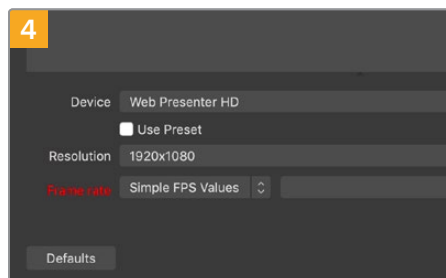 4
Device Web Presenter HD
Use Preset
Resolution 1920x1080
Frame rate Simple FPS Values
Defaults